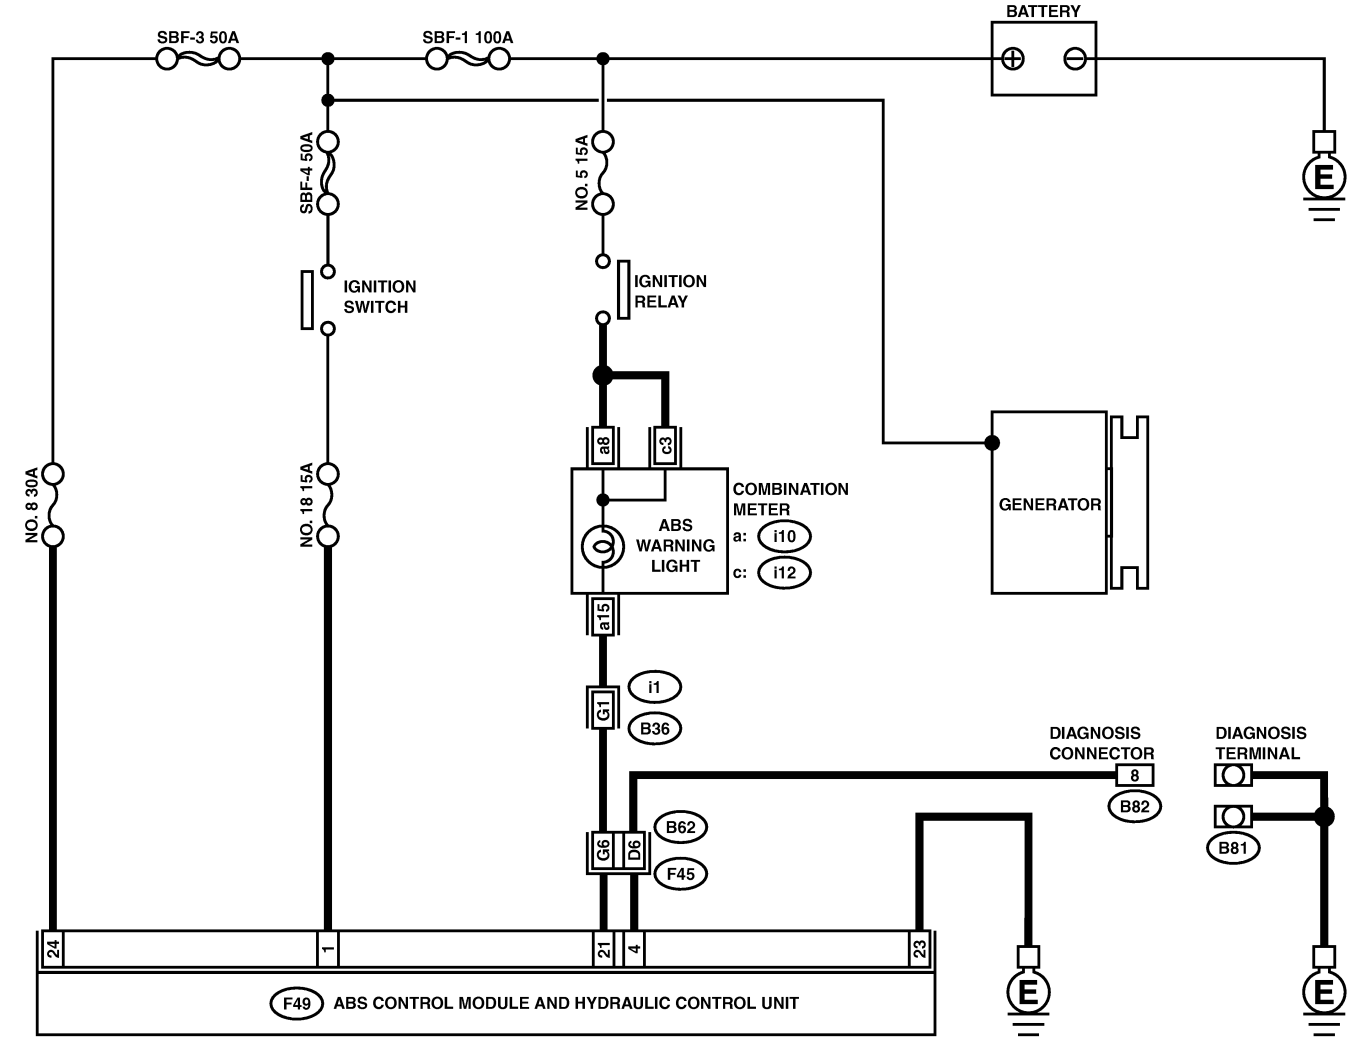 BATTERY
SBF-3 50A
SBF-1 100A
SBF-4 50A
NO. 5 15A
E
IGNITION
SWITCH
IGNITION
RELAY
a8
c3
NO. 8 30A
NO. 18 15A
COMBINATION
METER
a: i10
c: i12
ABS
WARNING
LIGHT
GENERATOR
a15
i1
G1
B36
DIAGNOSIS
CONNECTOR
8
B82
DIAGNOSIS
TERMINAL
B81
B62
G6
D6
F45
24
1
21
4
23
E
E
F49 ABS CONTROL MODULE AND HYDRAULIC CONTROL UNIT